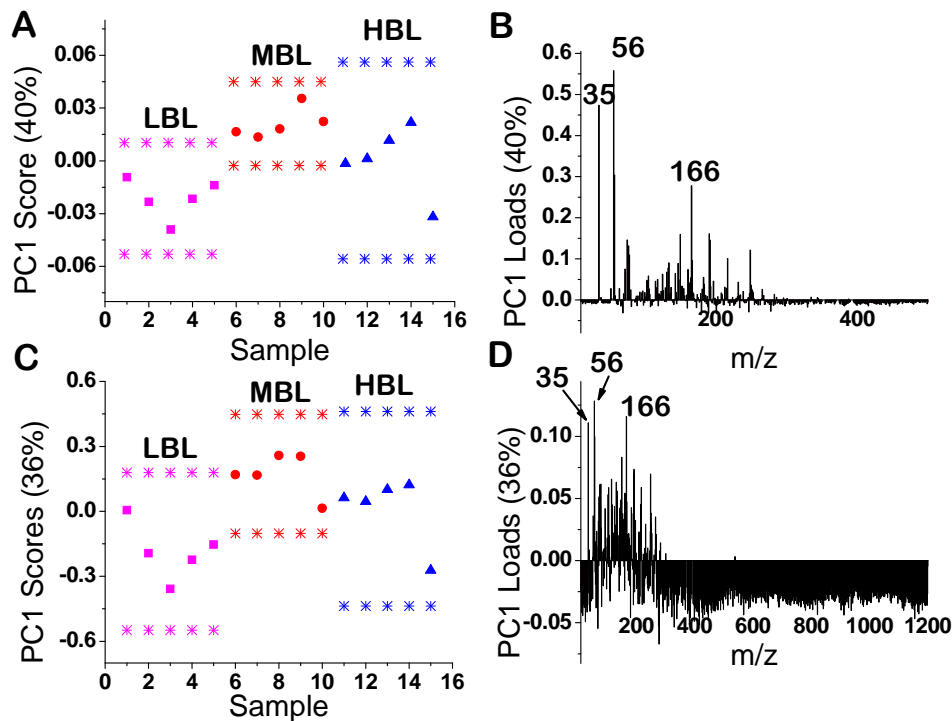 A
PC1 Score (40%)
0.06
0.03
0.00
-0.03
-0.06
LBL
MBL
HBL
0 2 4 6 8 10 12 14 16
Sample
B
PC1 Loads (40%)
0.6
0.5
0.4
0.3
0.2
0.1
0.0
35
56
166
200 400
m/z
C
PC1 Scores (36%)
0.6
0.3
0.0
-0.3
-0.6
LBL
MBL
HBL
0 2 4 6 8 10 12 14 16
Sample
D
PC1 Loads (36%)
0.10
0.05
0.00
-0.05
35
56
166
200 400 600 800 1000 1200
m/z